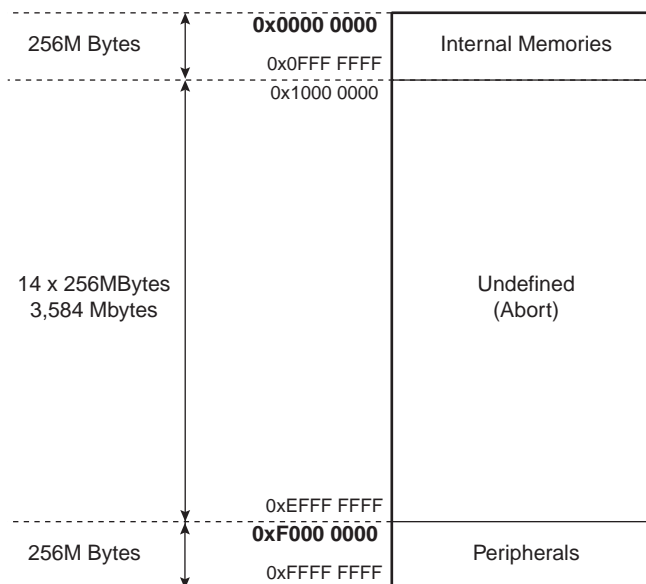 0x0000 0000
256M Bytes
Internal Memories
0x0FFF FFFF
0x1000 0000
14 x 256MBytes
3,584 Mbytes
Undefined
(Abort)
0xEFFF FFFF
0xF000 0000
256M Bytes
Peripherals
0xFFFF FFFF